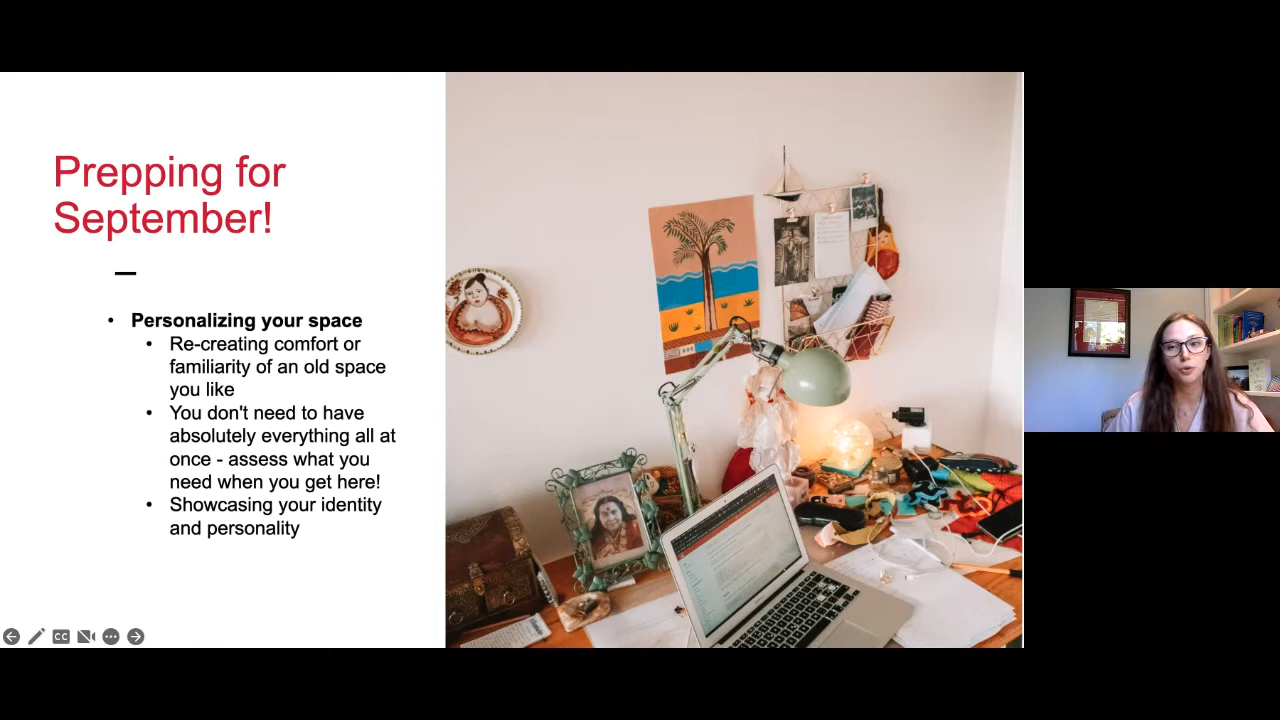 Prepping for
September!
Personalizing your space
Re-creating comfort or
familiarity of an old space
you like
You don't need to have
absolutely everything all at
once - assess what you
need when you get here!
Showcasing your identity
and personality
CC